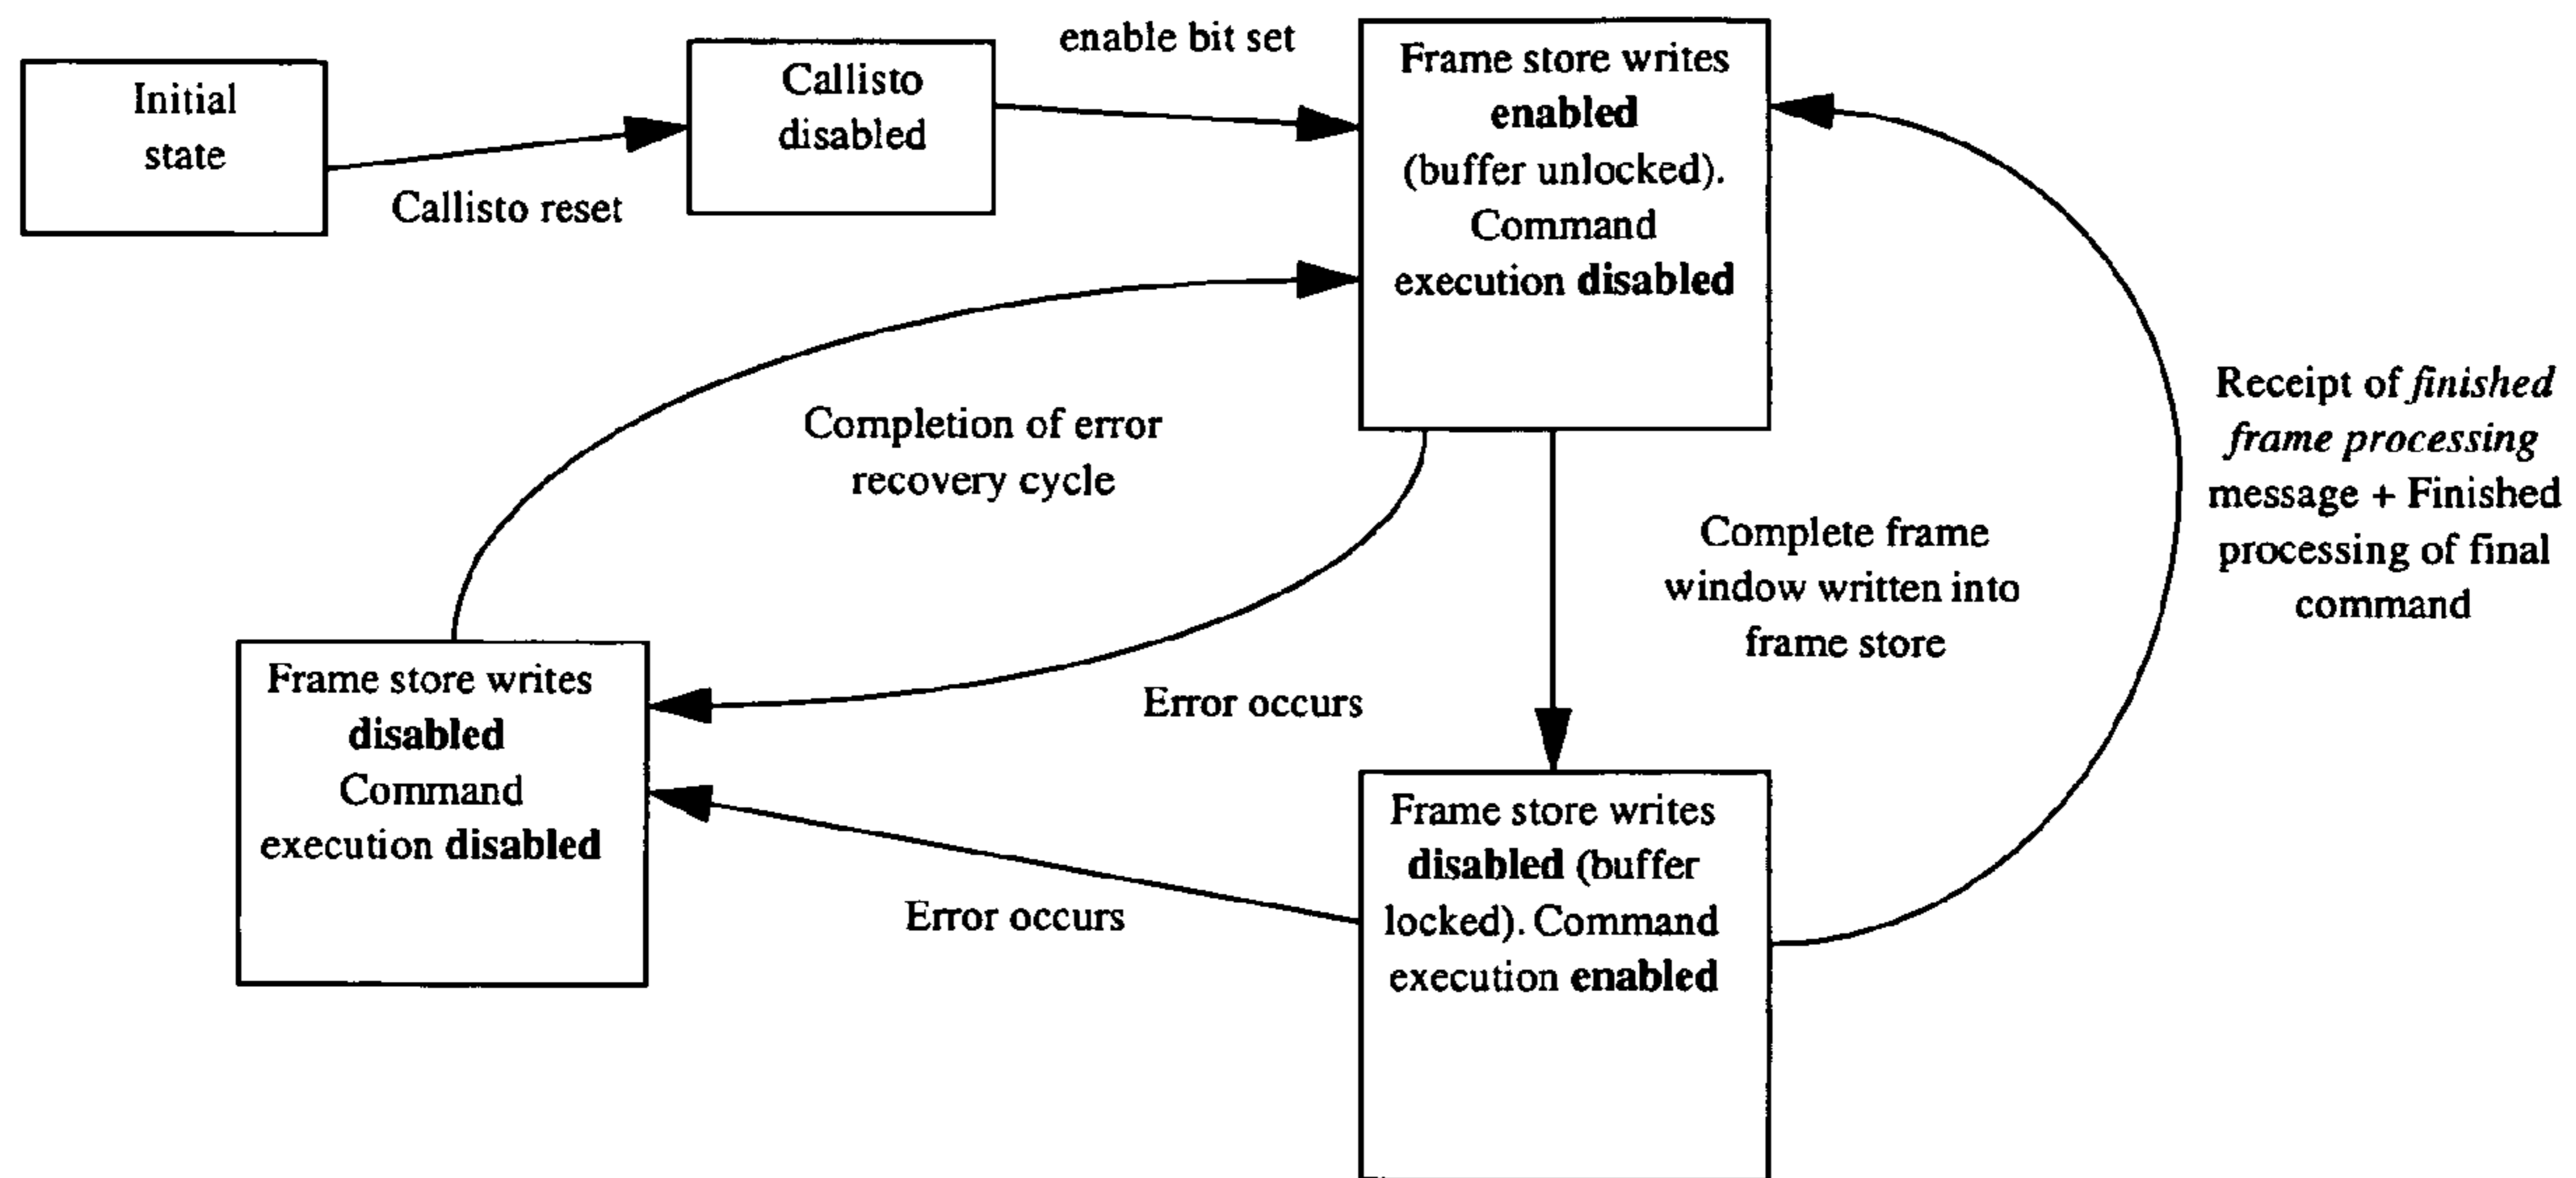 Initial
state
Callisto reset
Callisto
disabled
enable bit set
Frame store writes
enabled
(buffer unlocked).
Command
execution disabled
Completion of error
recovery cycle
Receipt of finished
frame processing
message + Finished
processing of final
command
Complete frame
window written into
frame store
Error occurs
Frame store writes
disabled
Command
execution disabled
Error occurs
Frame store writes
disabled (buffer
locked). Command
execution enabled